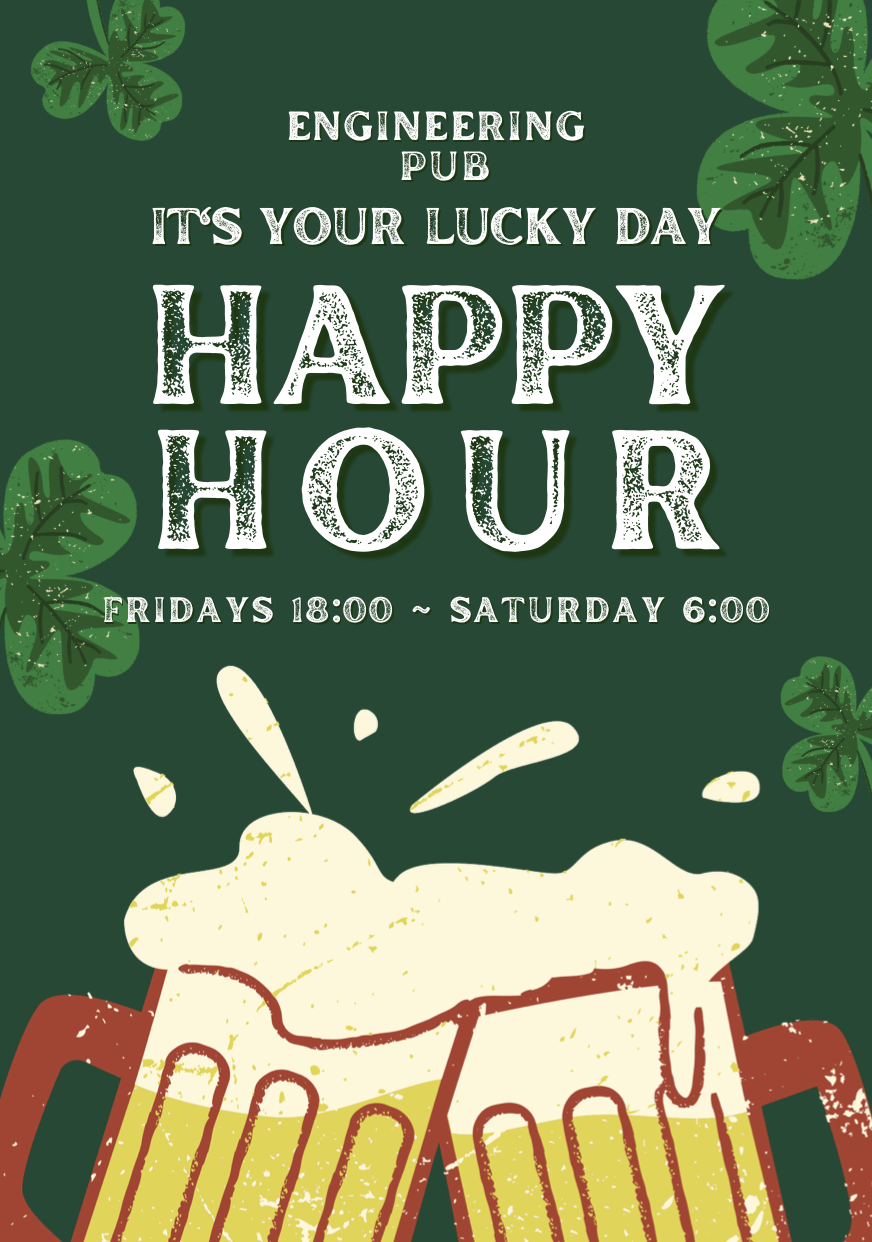 ENGINEERING
PUB
IT‘S YOUR LUCKY DAY
HAPPY
HOUR
FRIDAYS 18:00 ~ SATURDAY 6:00